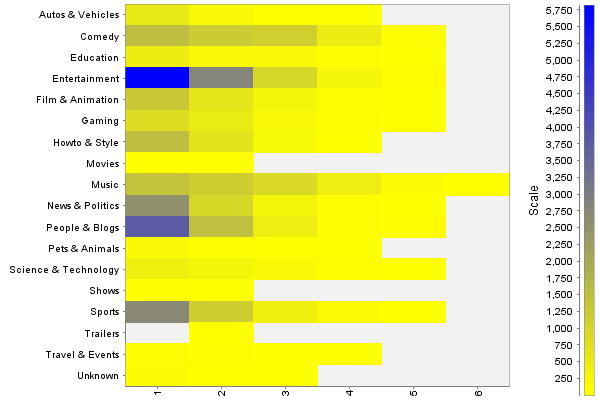 Autos & Vehicles
Comedy
Education
Entertainment
Film & Animation
Gaming
Howto & Style
Movies
Music
News & Politics
People & Blogs
Pets & Animals
Science & Technology
Shows
Sports
Trailers
Travel & Events
Unknown
1
2
3
4
5
6
Scale
5,750
5,500
5,250
5,000
4,750
4,500
4,250
4,000
3,750
3,500
3,250
3,000
2,750
2,500
2,250
2,000
1,750
1,500
1,250
1,000
750
500
250